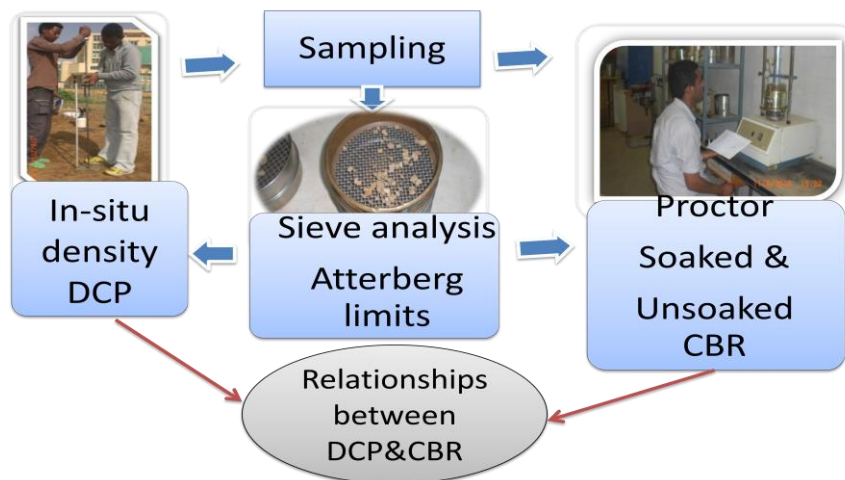 Sampling
In-situ
density
DCP
Sieve analysis
Atterberg
limits
Proctor
Soaked &
Unsoaked
CBR
Relationships
between
DCP&CBR